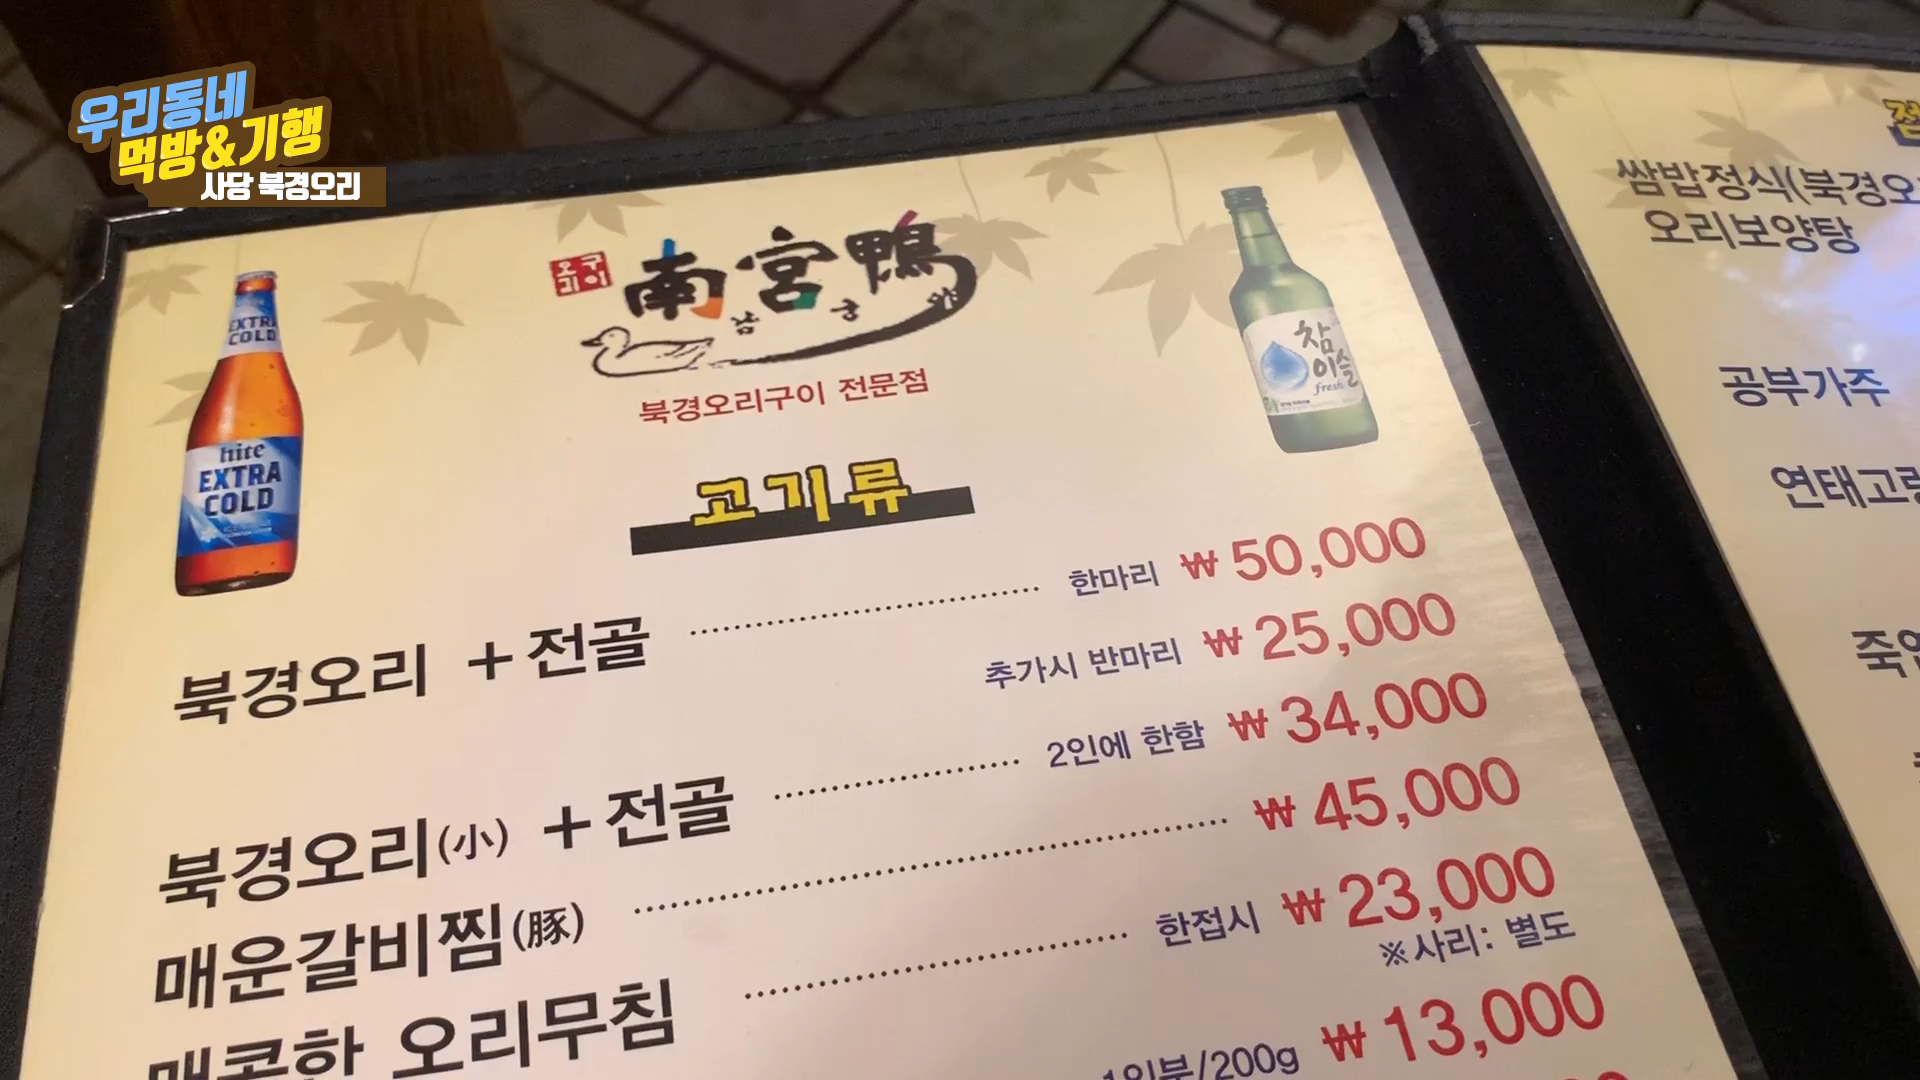 우리동네
먹방&기행
사당 북경오리
오리
구이
南宮鴨
남궁
북경오리구이 전문점
hite
EXTRA
COLD
EXTRA
COLD
참
이슬
fresh
고기류
북경오리 + 전골 한마리 ₩ 50,000
추가시 반마리 ₩ 25,000
북경오리(小) + 전골 2인에 한함 ₩ 34,000
매운갈비찜(豚) ₩ 45,000
매콤한 오리무침 한접시 ₩ 23,000
※사리: 별도
1인분/200g ₩ 13,000
쌈밥정식(북경오
오리보양탕
공부가주
연태고